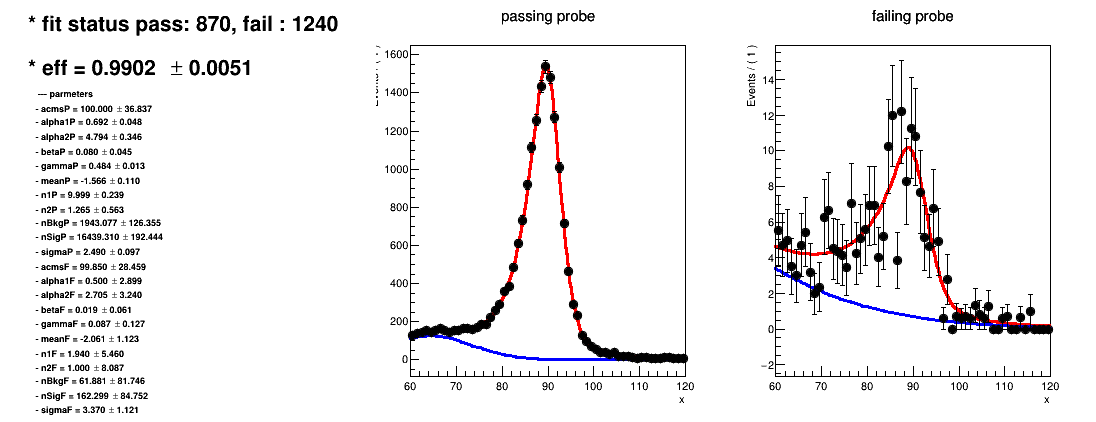 * fit status pass: 870, fail : 1240
* eff = 0.9902 ± 0.0051
--- parmeters
- acmsP = 100.000 ± 36.837
- alpha1P = 0.692 ± 0.048
- alpha2P = 4.794 ± 0.346
- betaP = 0.080 ± 0.045
- gammaP = 0.484 ± 0.013
- meanP = -1.566 ± 0.110
- n1P = 9.999 ± 0.239
- n2P = 1.265 ± 0.563
- nBkgP = 1943.077 ± 126.355
- nSigP = 16439.310 ± 192.444
- sigmaP = 2.490 ± 0.097
- acmsF = 99.850 ± 28.459
- alpha1F = 0.500 ± 2.899
- alpha2F = 2.705 ± 3.240
- betaF = 0.019 ± 0.061
- gammaF = 0.087 ± 0.127
- meanF = -2.061 ± 1.123
- n1F = 1.940 ± 5.460
- n2F = 1.000 ± 8.087
- nBkgF = 61.881 ± 81.746
- nSigF = 162.299 ± 84.752
- sigmaF = 3.370 ± 1.121
passing probe
1600
1400
1200
1000
800
600
400
200
0
60 70 80 90 100 110 120
x
failing probe
Events / ( 1 )
14
12
10
8
6
4
2
0
−2
60 70 80 90 100 110 120
x